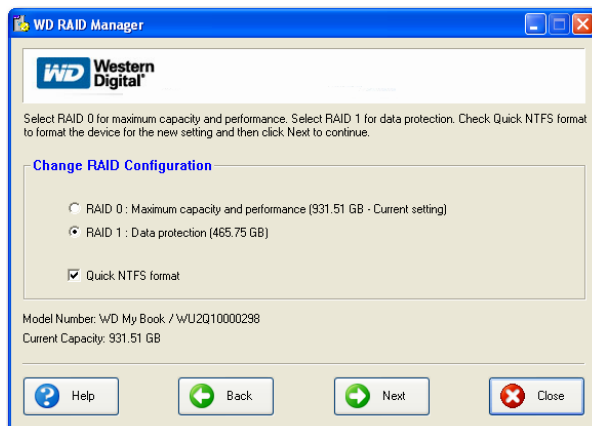 WD RAID Manager
WD Western
Digital®
Select RAID 0 for maximum capacity and performance. Select RAID 1 for data protection. Check Quick NTFS format
to format the device for the new setting and then click Next to continue.
Change RAID Configuration
RAID 0 : Maximum capacity and performance (931.51 GB - Current setting)
RAID 1 : Data protection (465.75 GB)
Quick NTFS format
Model Number: WD My Book / WU2Q10000298
Current Capacity: 931.51 GB
Help
Back
Next
Close